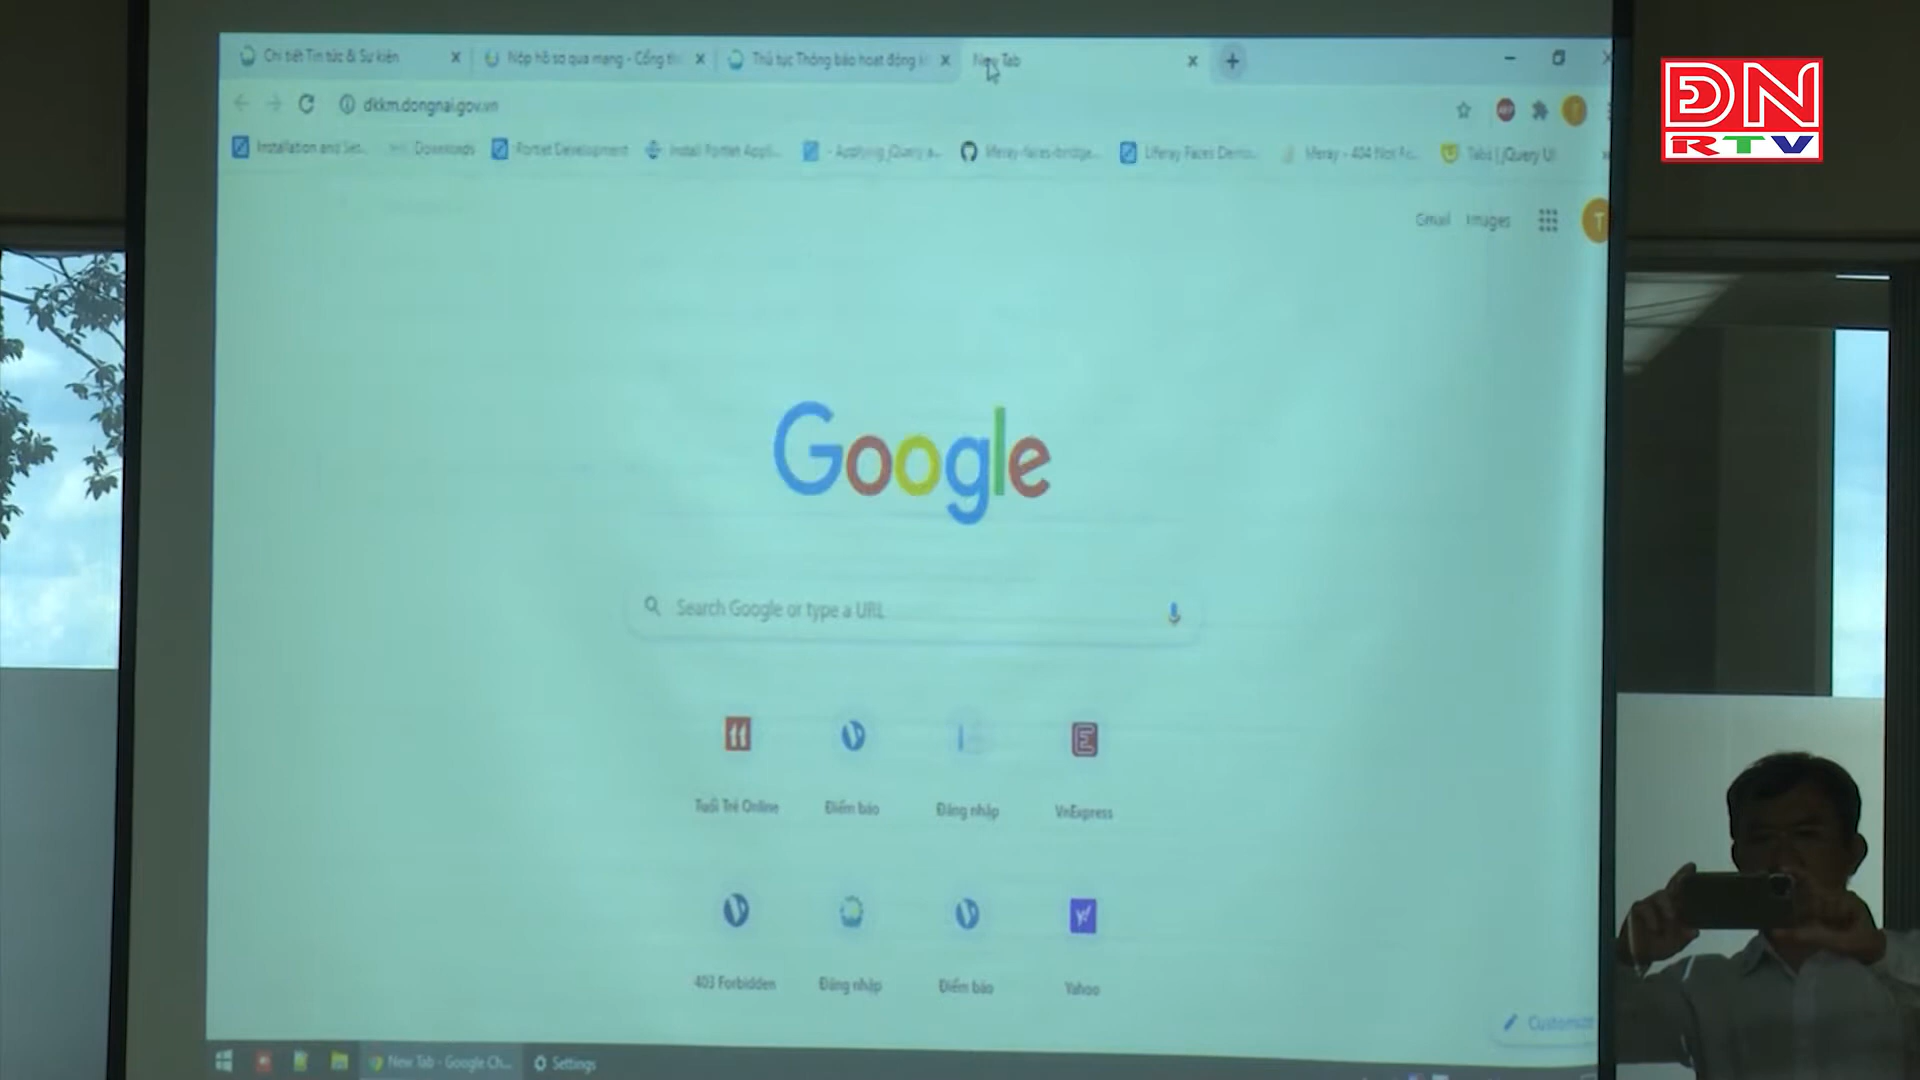 Chi tiết Tin tức & Sự kiện
Nộp hồ sơ qua mạng - Cổng th
Thủ tục Thông báo hoạt động k
New Tab
dkkm.dongnai.gov.vn
Installation and Set...
Downloads
Portlet Development
Install Portlet Appli...
- Applying jQuery a...
liferay-faces-bridge...
Liferay Faces Demo...
liferay - 404 Not Fo...
Tabs | jQuery UI
Gmail
Images
T
Google
Search Google or type a URL
Tuổi Trẻ Online
Điểm báo
Đăng nhập
VnExpress
403 Forbidden
Đăng nhập
Điểm báo
Yahoo
Customize
New Tab - Google Ch...
Settings
ĐN
RTV